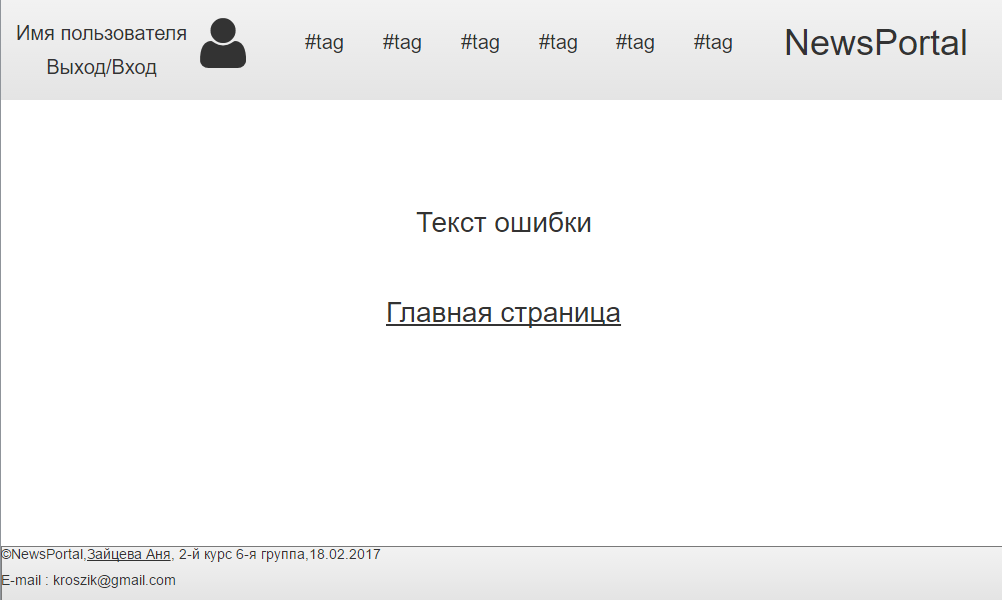 Имя пользователя
Выход/Вход
#tag #tag #tag #tag #tag #tag
NewsPortal
Текст ошибки
Главная страница
©NewsPortal,Зайцева Аня, 2-й курс 6-я группа,18.02.2017
E-mail : kroszik@gmail.com